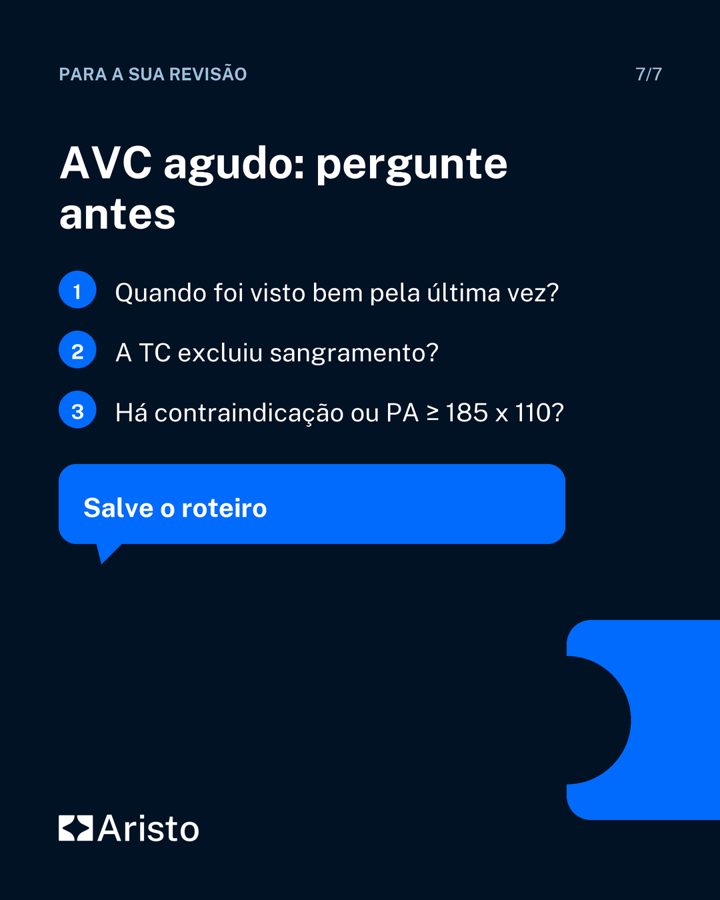 PARA A SUA REVISÃO
7/7
AVC agudo: pergunte
antes
1 Quando foi visto bem pela última vez?
2 A TC excluiu sangramento?
3 Há contraindicação ou PA ≥ 185 x 110?
Salve o roteiro
Aristo